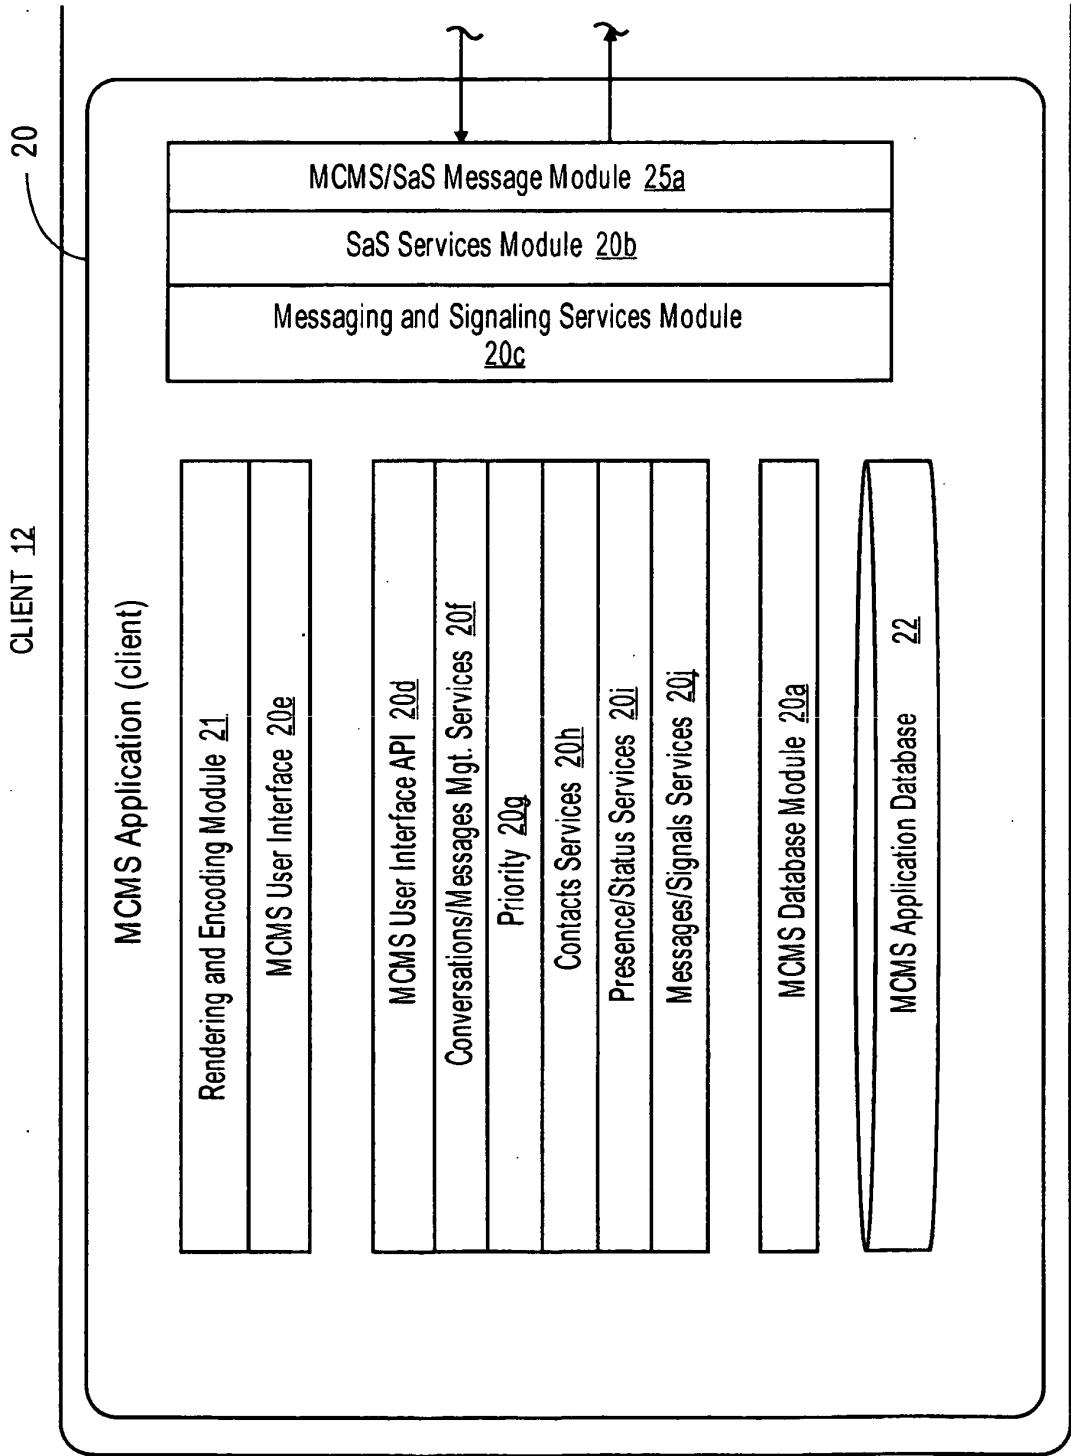 CLIENT 12
20
MCMS Application (client)
Rendering and Encoding Module 21
MCMS User Interface 20e
MCMS User Interface API 20d
Conversations/Messages Mgt. Services 20f
Priority 20g
Contacts Services 20h
Presence/Status Services 20i
Messages/Signals Services 20j
MCMS Database Module 20a
MCMS Application Database 22
MCMS/SaS Message Module 25a
SaS Services Module 20b
Messaging and Signaling Services Module
20c